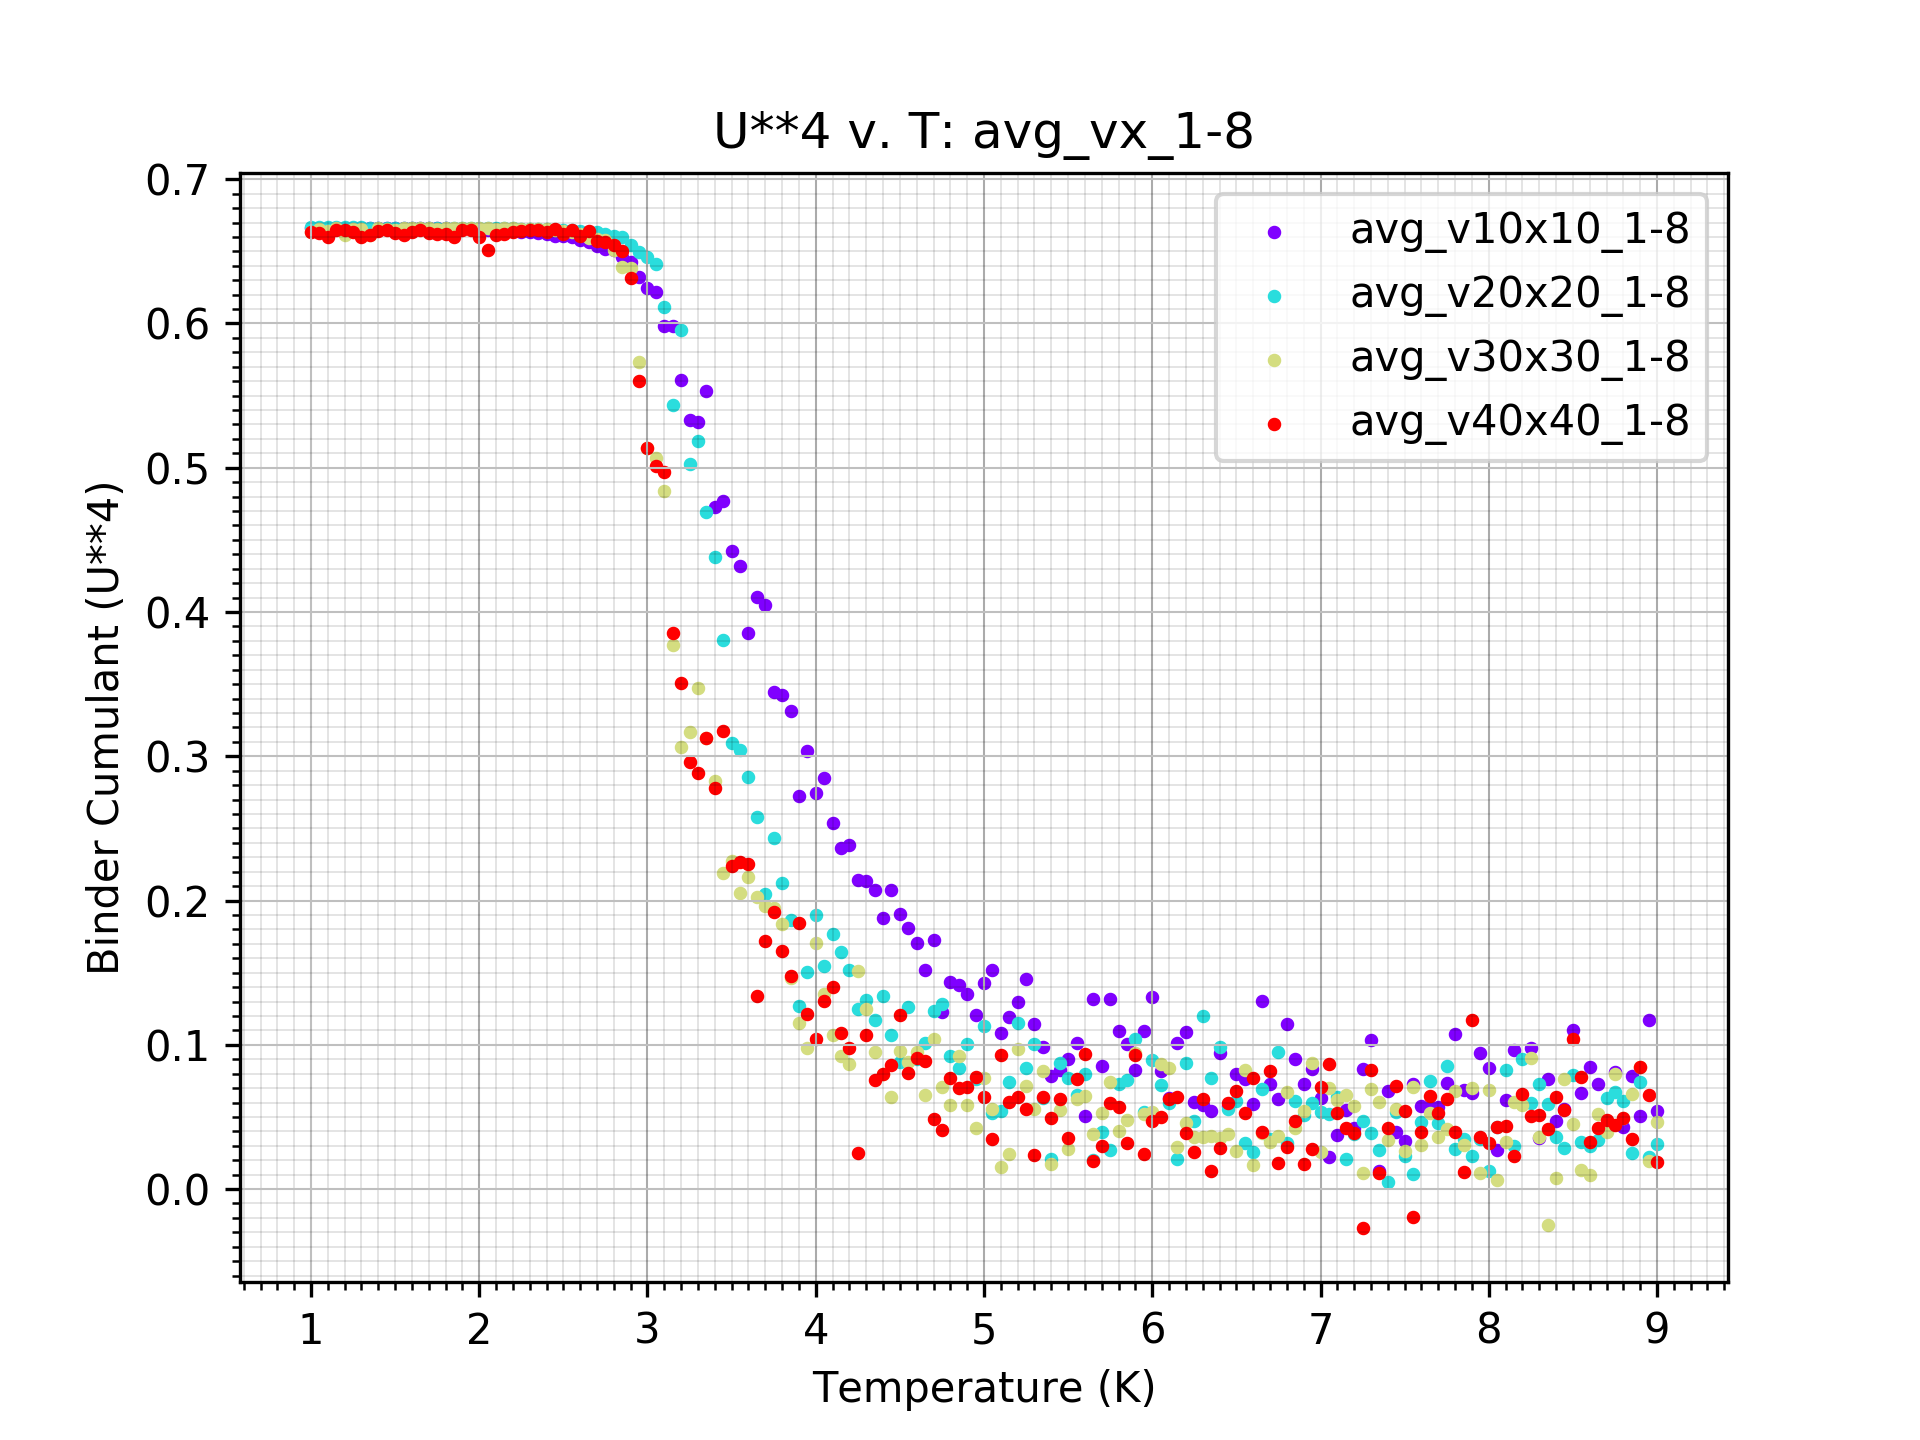 U**4 v. T: avg_vx_1-8
avg_v10x10_1-8
avg_v20x20_1-8
avg_v30x30_1-8
avg_v40x40_1-8
Binder Cumulant (U**4)
0.7
0.6
0.5
0.4
0.3
0.2
0.1
0.0
1 2 3 4 5 6 7 8 9
Temperature (K)